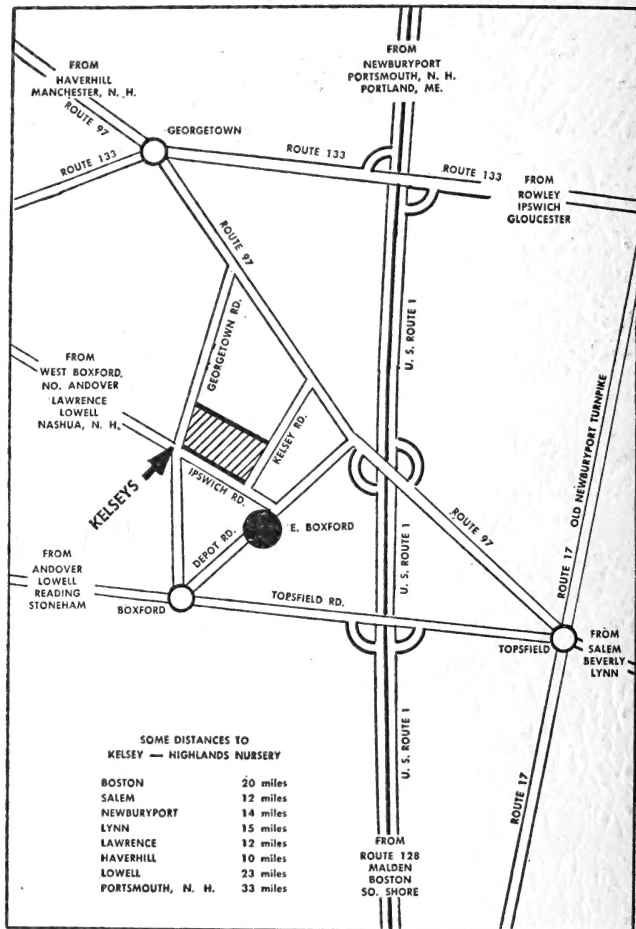 FROM
HAVERHILL
MANCHESTER, N. H.
ROUTE 97
FROM
NEWBURYPORT
PORTSMOUTH, N. H.
PORTLAND, ME.
GEORGETOWN
ROUTE 133
ROUTE 133
ROUTE 133
FROM
ROWLEY
IPSWICH
GLOUCESTER
ROUTE 97
GEORGETOWN RD.
U. S. ROUTE 1
OLD NEWBURYPORT TURNPIKE
FROM
WEST BOXFORD,
NO. ANDOVER
LAWRENCE
LOWELL
NASHUA, N. H.
KELSEY RD.
KELSEYS
IPSWICH RD.
E. BOXFORD
DEPOT RD.
ROUTE 97
U. S. ROUTE 1
ROUTE 17
FROM
ANDOVER
LOWELL
READING
STONEHAM
BOXFORD
TOPSFIELD RD.
TOPSFIELD
FROM
SALEM
BEVERLY
LYNN
U. S. ROUTE 1
ROUTE 17
SOME DISTANCES TO
KELSEY — HIGHLANDS NURSERY
BOSTON 20 miles
SALEM 12 miles
NEWBURYPORT 14 miles
LYNN 15 miles
LAWRENCE 12 miles
HAVERHILL 10 miles
LOWELL 23 miles
PORTSMOUTH, N. H. 33 miles
FROM
ROUTE 128
MALDEN
BOSTON
SO. SHORE